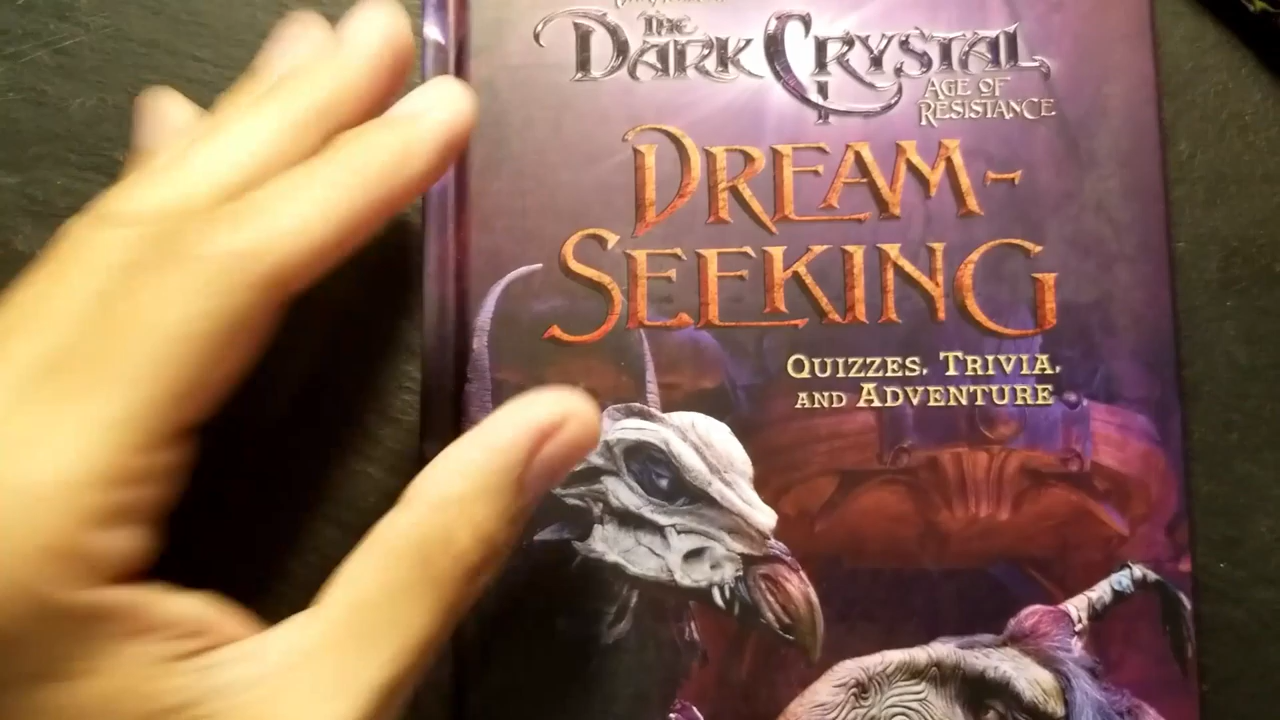 THE
DARK CRYSTAL
AGE OF
RESISTANCE
DREAM-
SEEKING
QUIZZES, TRIVIA,
AND ADVENTURE